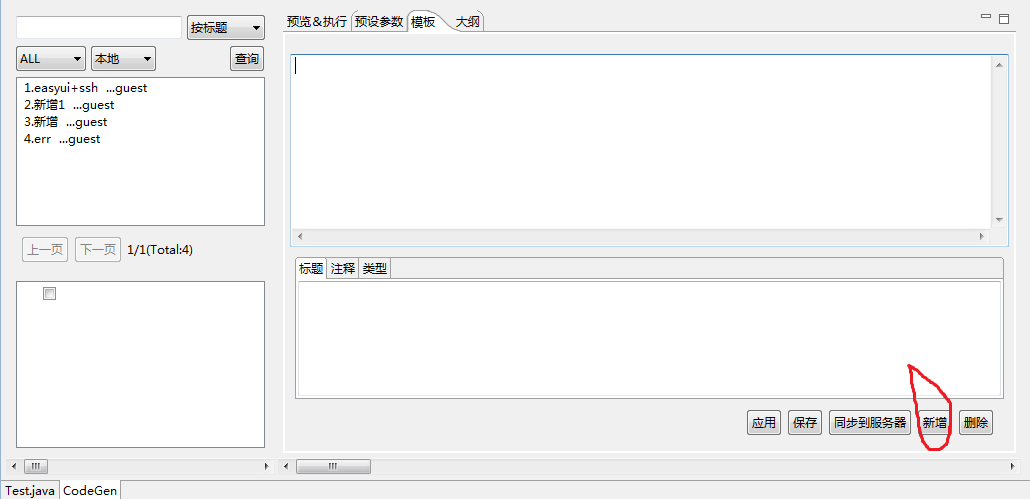 按标题
ALL 本地 查询
1.easyui+ssh ...guest
2.新增1 ...guest
3.新增 ...guest
4.err ...guest
上一页 下一页 1/1(Total:4)
预览&执行 预设参数 模板 大纲
标题 注释 类型
应用 保存 同步到服务器 新增 删除
Test.java CodeGen